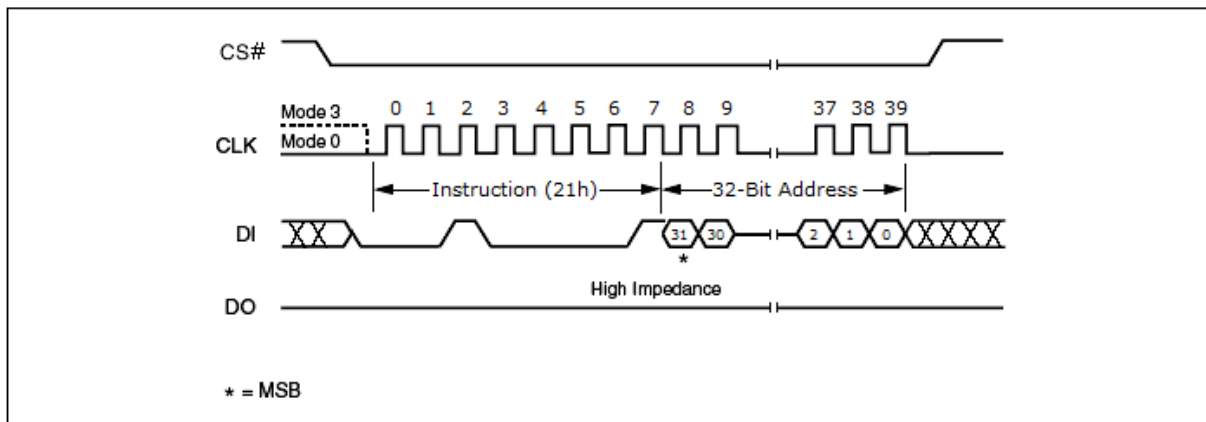 CS#
Mode 3
0 1 2 3 4 5 6 7 8 9 37 38 39
CLK
Mode 0
Instruction (21h)
32-Bit Address
DI
31 30 2 1 0
*
High Impedance
DO
* = MSB